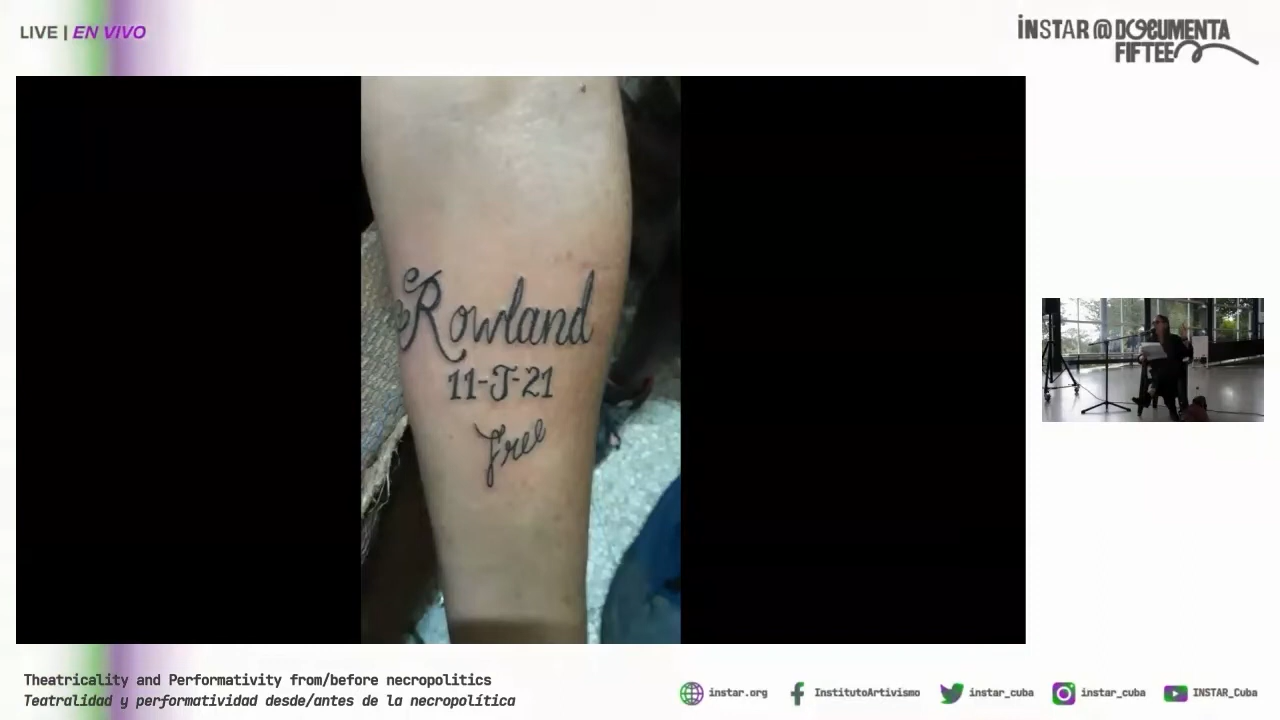 LIVE | EN VIVO
iNSTAR @ DOCUMENTA
FIFTEEN
Rowland
11-J-21
Free
Theatricality and Performativity from/before necropolitics
Teatralidad y performatividad desde/antes de la necropolítica
instar.org
InstitutoArtivismo
instar_cuba
instar_cuba
INSTAR_Cuba